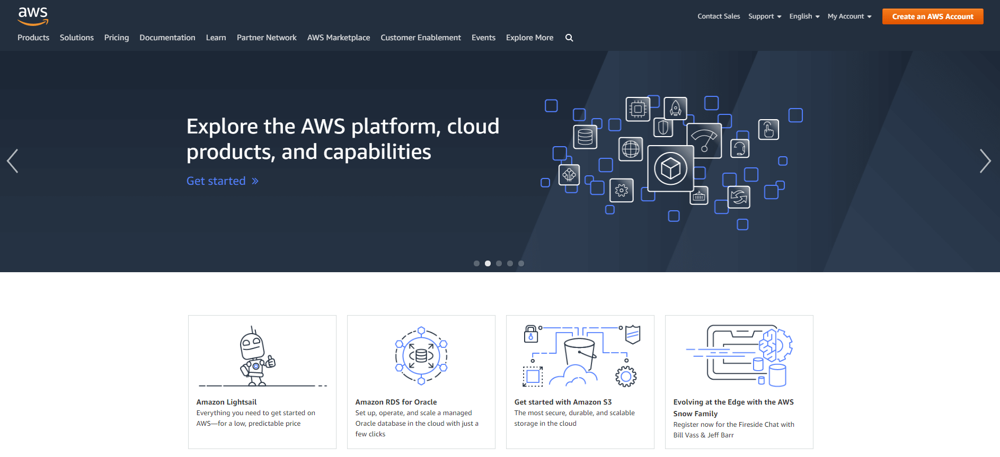 aws
Contact Sales Support English My Account Create an AWS Account
Products Solutions Pricing Documentation Learn Partner Network AWS Marketplace Customer Enablement Events Explore More
Explore the AWS platform, cloud
products, and capabilities
Get started »
Amazon Lightsail
Everything you need to get started on
AWS—for a low, predictable price
Amazon RDS for Oracle
Set up, operate, and scale a managed
Oracle database in the cloud with just a
few clicks
Get started with Amazon S3
The most secure, durable, and scalable
storage in the cloud
Evolving at the Edge with the AWS
Snow Family
Register now for the Fireside Chat with
Bill Vass & Jeff Barr